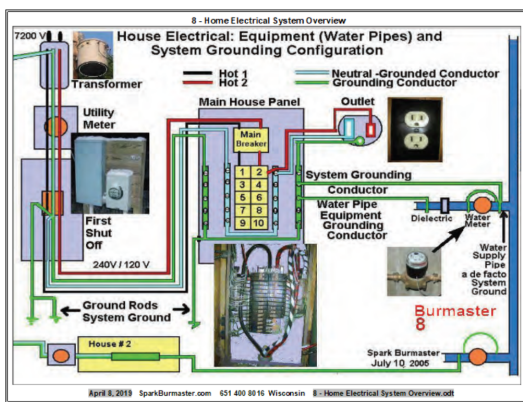 8 - Home Electrical System Overview
7200 V
House Electrical: Equipment (Water Pipes) and
System Grounding Configuration
Transformer
Hot 1
Hot 2
Neutral -Grounded Conductor
Grounding Conductor
Utility
Meter
Main House Panel
Outlet
Main
Breaker
1 2
3 4
5 6
7 8
9 10
System Grounding
Conductor
Water Pipe
Equipment
Grounding
Conductor
Dielectric
Water
Meter
First
Shut
Off
240V / 120 V
Water
Supply
Pipe
a de facto
System
Ground
Ground Rods
System Ground
Burmaster
8
House # 2
Spark Burmaster
July 10 2005
April 8, 2019 SparkBurmaster.com 651 400 8016 Wisconsin 8 - Home Electrical System Overview.odt